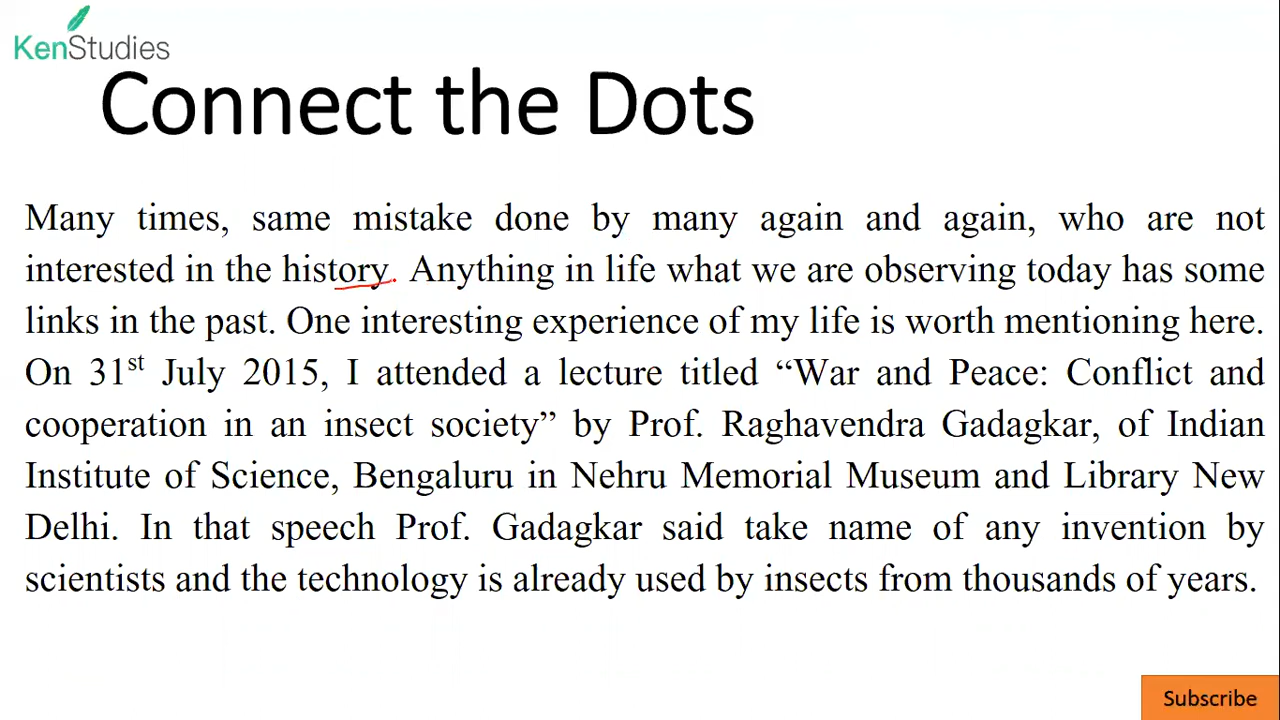 KenStudies
Connect the Dots
Many times, same mistake done by many again and again, who are not
interested in the history. Anything in life what we are observing today has some
links in the past. One interesting experience of my life is worth mentioning here.
On 31st July 2015, I attended a lecture titled “War and Peace: Conflict and
cooperation in an insect society” by Prof. Raghavendra Gadagkar, of Indian
Institute of Science, Bengaluru in Nehru Memorial Museum and Library New
Delhi. In that speech Prof. Gadagkar said take name of any invention by
scientists and the technology is already used by insects from thousands of years.
Subscribe